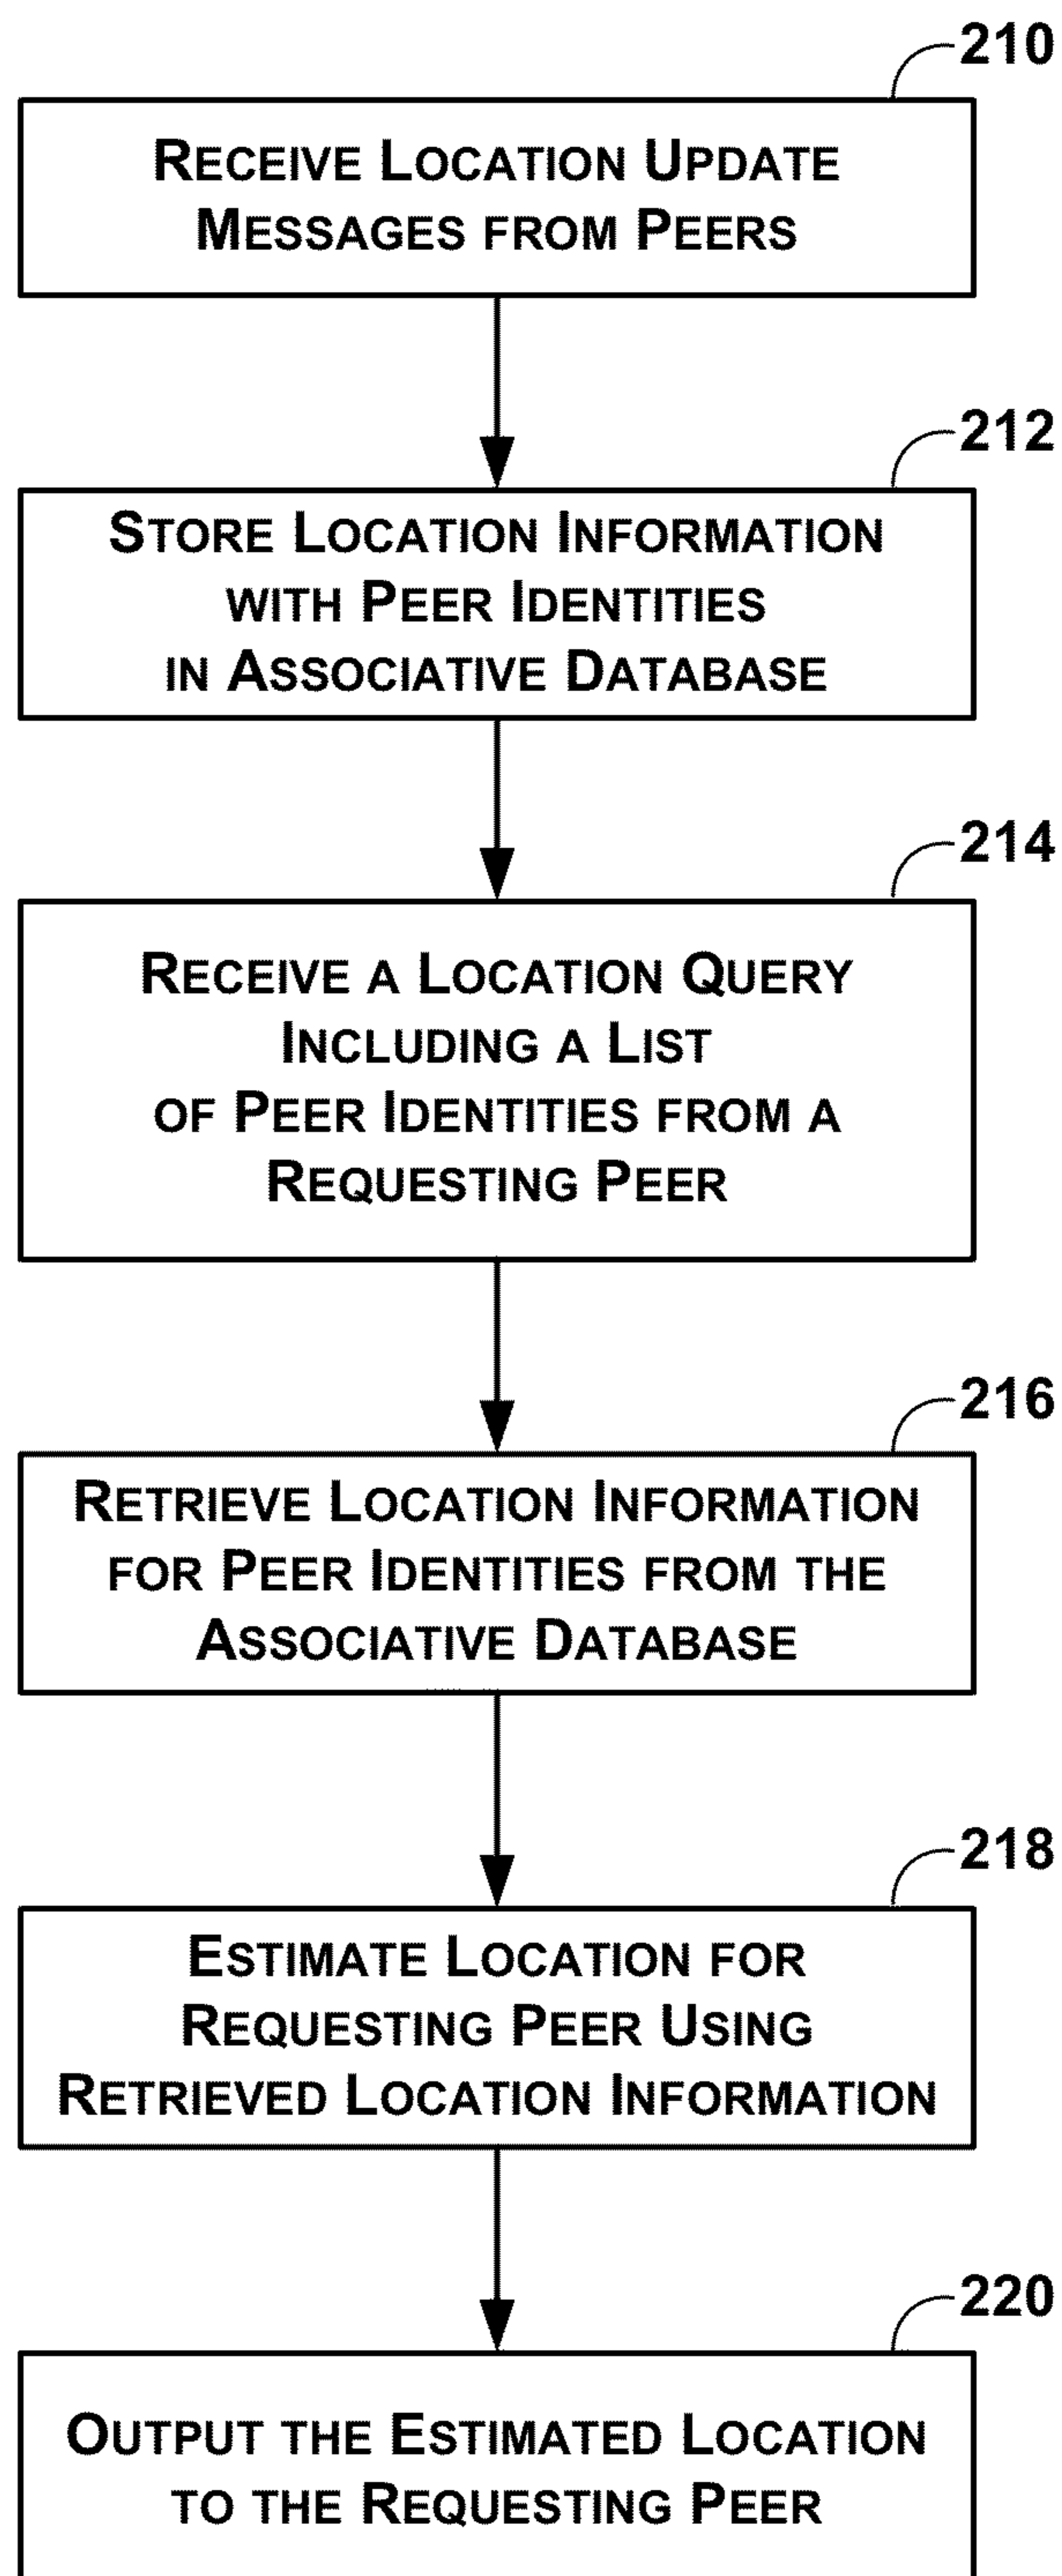 210
RECEIVE LOCATION UPDATE
MESSAGES FROM PEERS
212
STORE LOCATION INFORMATION
WITH PEER IDENTITIES
IN ASSOCIATIVE DATABASE
214
RECEIVE A LOCATION QUERY
INCLUDING A LIST
OF PEER IDENTITIES FROM A
REQUESTING PEER
216
RETRIEVE LOCATION INFORMATION
FOR PEER IDENTITIES FROM THE
ASSOCIATIVE DATABASE
218
ESTIMATE LOCATION FOR
REQUESTING PEER USING
RETRIEVED LOCATION INFORMATION
220
OUTPUT THE ESTIMATED LOCATION
TO THE REQUESTING PEER